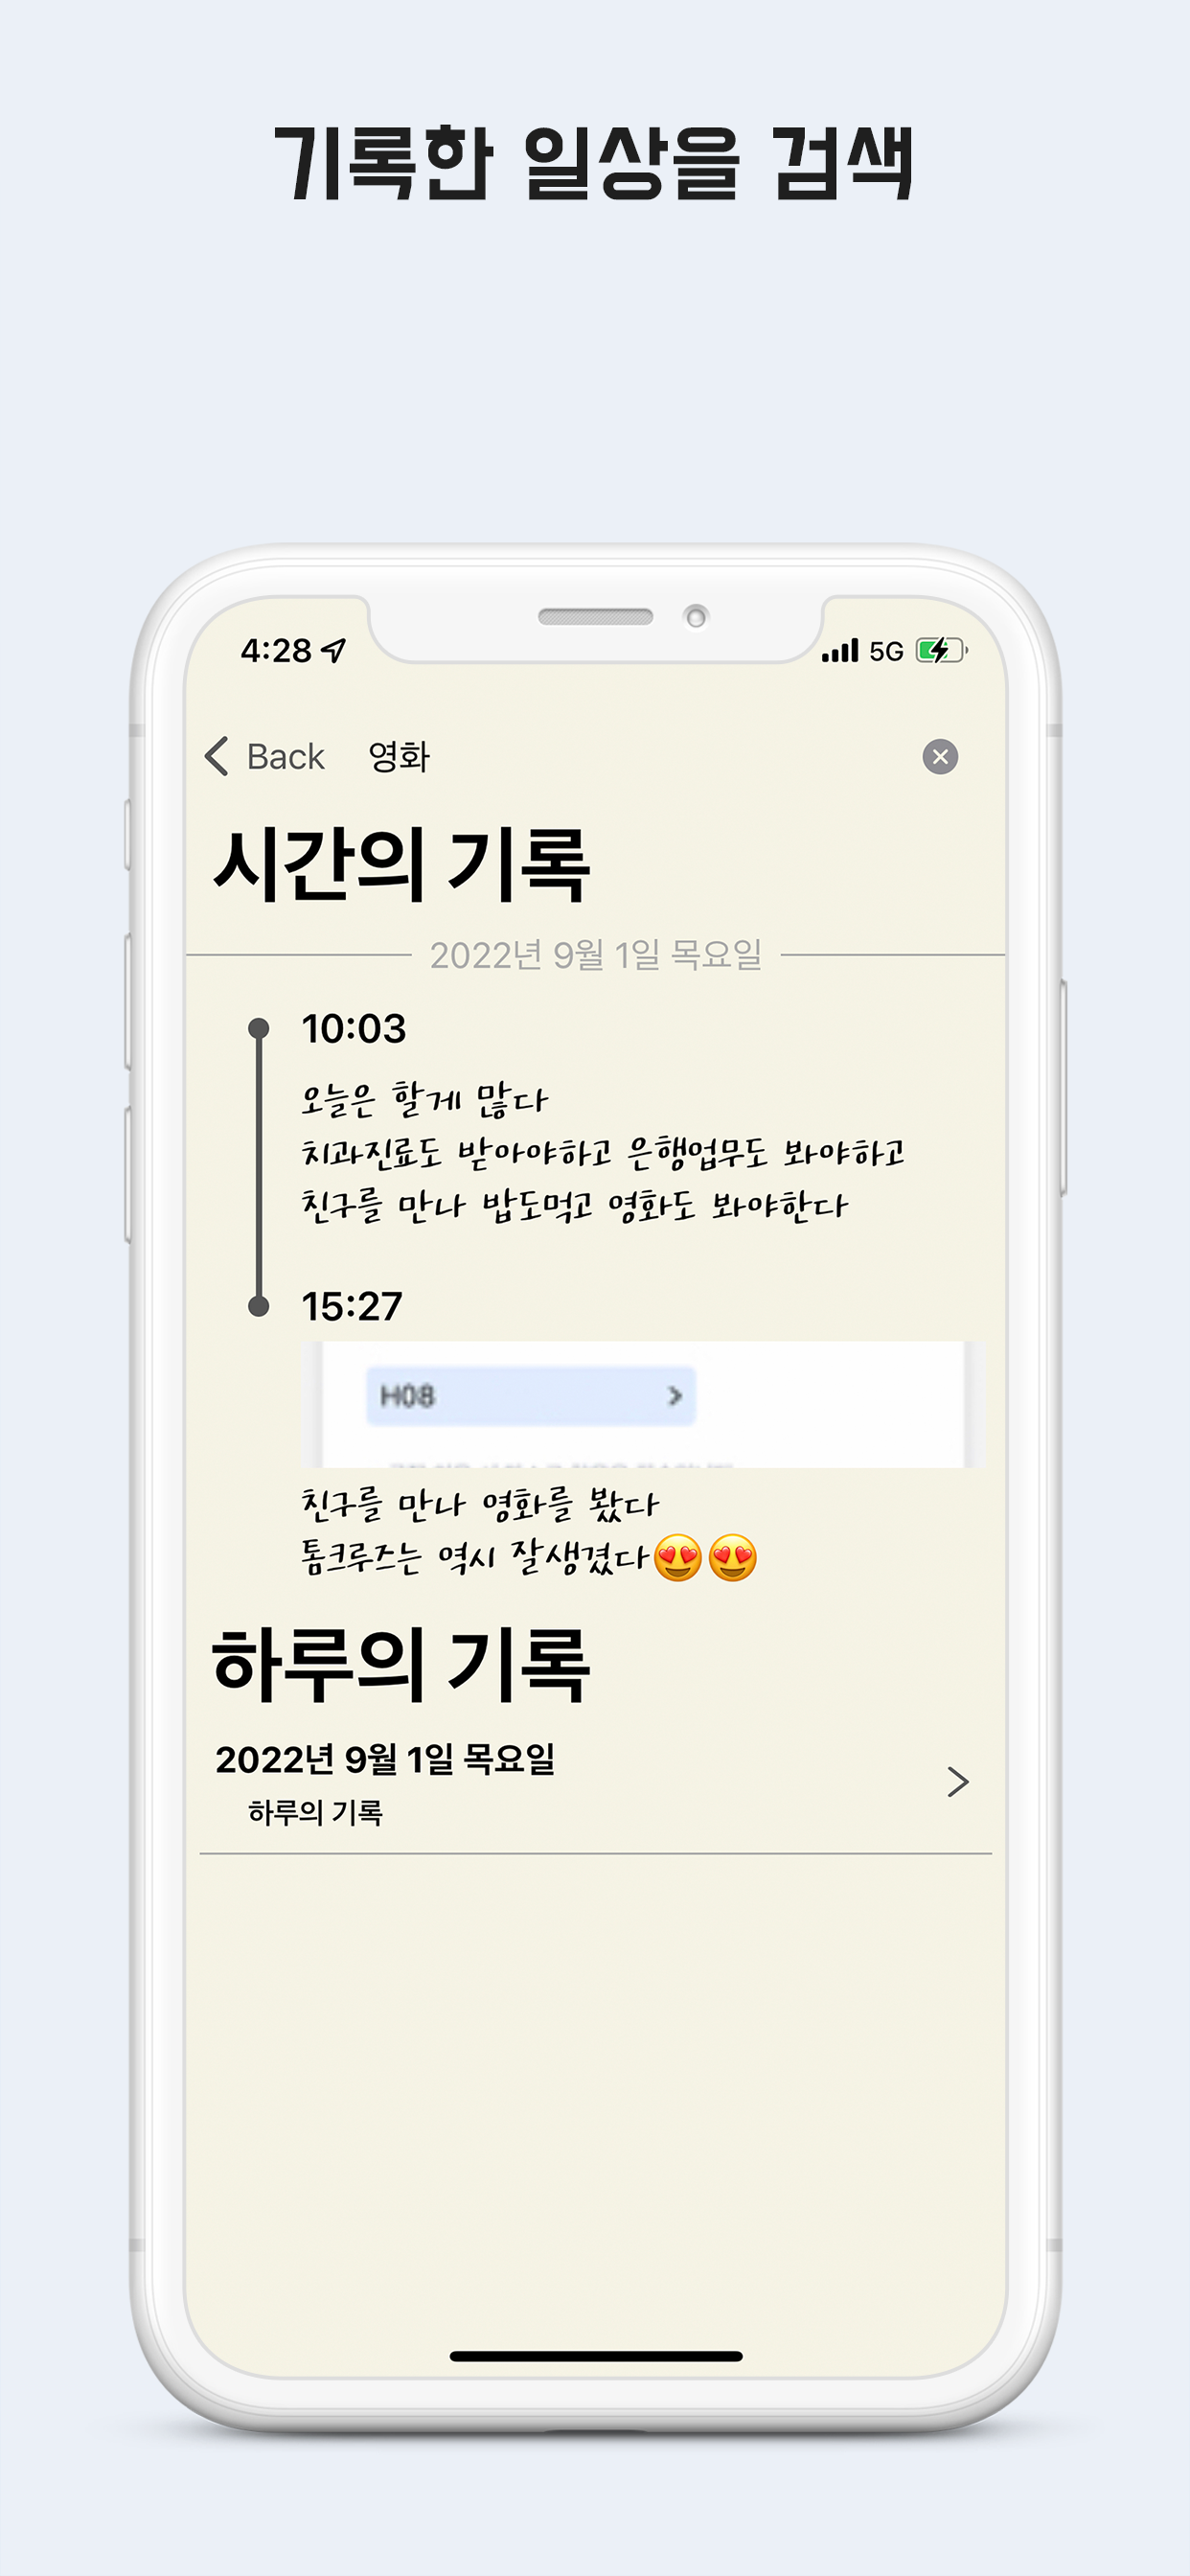 기록한 일상을 검색
4:28
5G
Back 영화
시간의 기록
2022년 9월 1일 목요일
10:03
오늘은 할게 많다
치과진료도 받아야하고 은행업무도 봐야하고
친구를 만나 밥도먹고 영화도 봐야한다
15:27
H08
친구를 만나 영화를 봤다
톰크루즈는 역시 잘생겼다😍😍
하루의 기록
2022년 9월 1일 목요일
하루의 기록